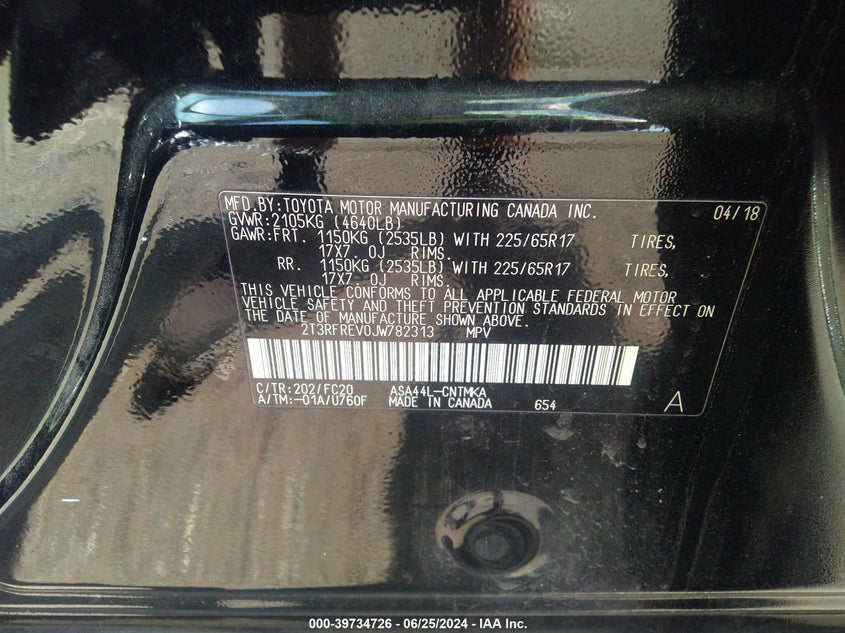 MFD.BY:TOYOTA MOTOR MANUFACTURING CANADA INC. 04/18
GVWR:2105KG (4640LB)
GAWR:FRT. 1150KG (2535LB) WITH 225/65R17 TIRES,
17X7.0J RIMS.
RR. 1150KG (2535LB) WITH 225/65R17 TIRES,
17X7.0J RIMS.
THIS VEHICLE CONFORMS TO ALL APPLICABLE FEDERAL MOTOR
VEHICLE SAFETY AND THEFT PREVENTION STANDARDS IN EFFECT ON
THE DATE OF MANUFACTURE SHOWN ABOVE.
2T3RFREV0JW782313 MPV
C/TR:202/FC20 ASA44L-CNTMKA
A/TM:-01A/U760F MADE IN CANADA 654 A
000-39734726 - 06/25/2024 - IAA Inc.